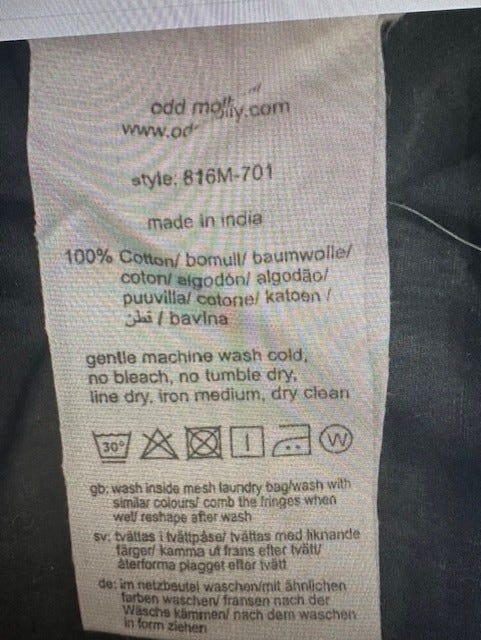 odd molly.com
www.od
style: 816M-701
made in india
100% Cotton/ bomull/ baumwolle/
coton/ algodón/ algodão/
puuvilla/ cotone/ katoen /
قطن / bavlna
gentle machine wash cold,
no bleach, no tumble dry,
line dry, iron medium, dry clean
30° W
gb: wash inside mesh laundry bag/wash with
similar colours/ comb the fringes when
wet/ reshape after wash
sv: tvättas i tvättpåse/ tvättas med liknande
färger/ kamma ut frans efter tvätt/
återforma plagget efter tvätt
de: im netzbeutel waschen/mit ähnlichen
farben waschen/ fransen nach der
Wäsche kämmen/ nach dem waschen
in form ziehen